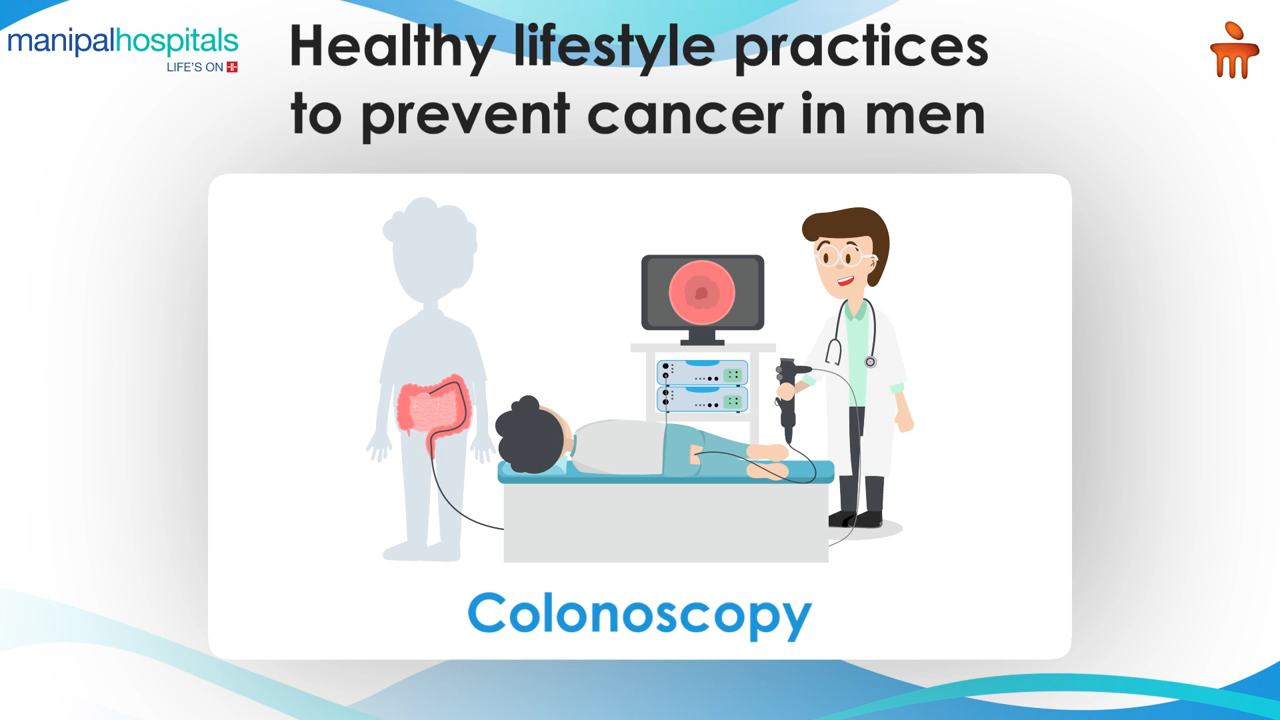 manipalhospitals
LIFE'S ON
Healthy lifestyle practices
to prevent cancer in men
Colonoscopy